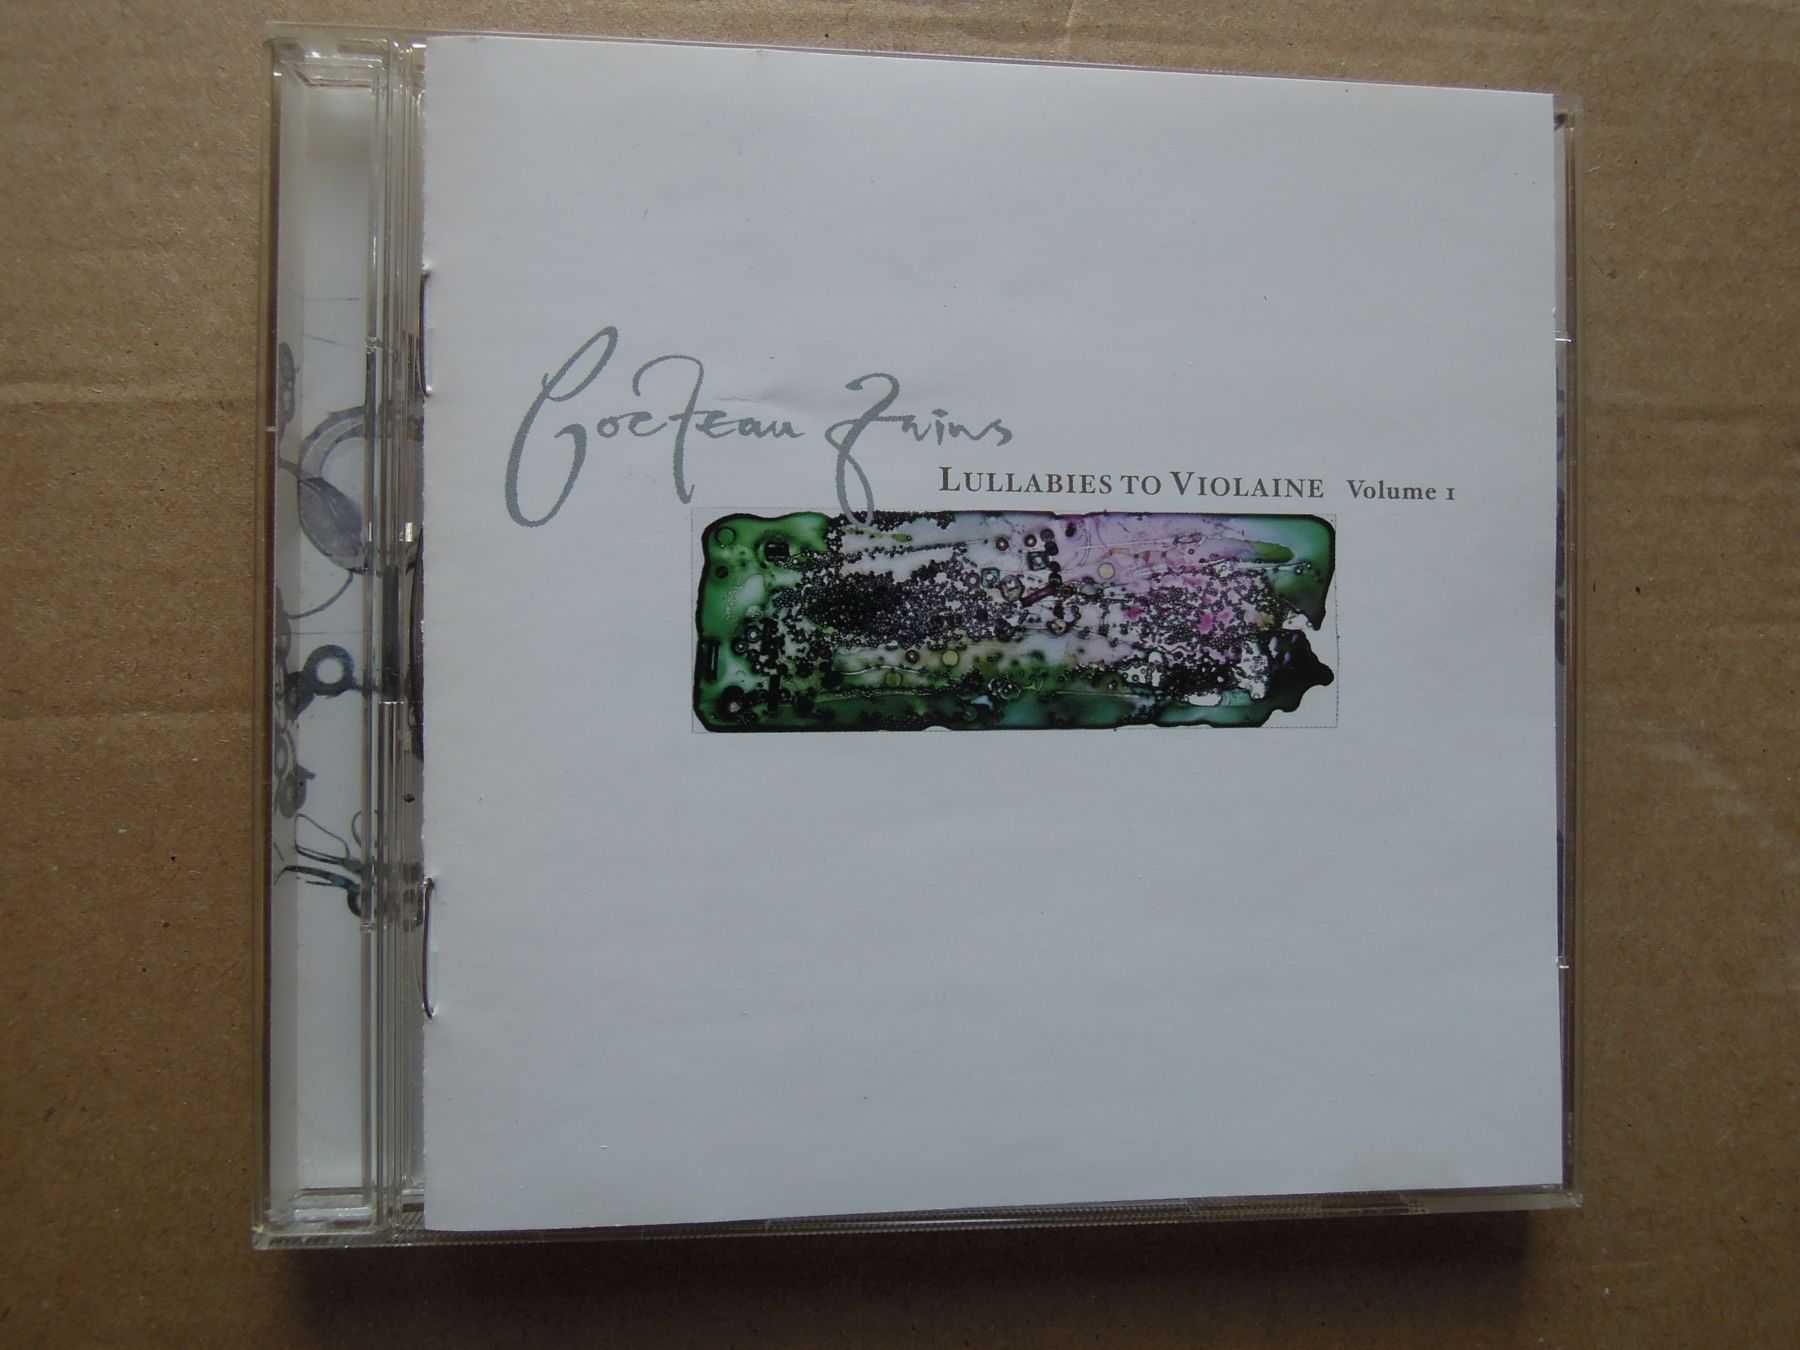 Cocteau Twins
LULLABIES TO VIOLAINE Volume 1